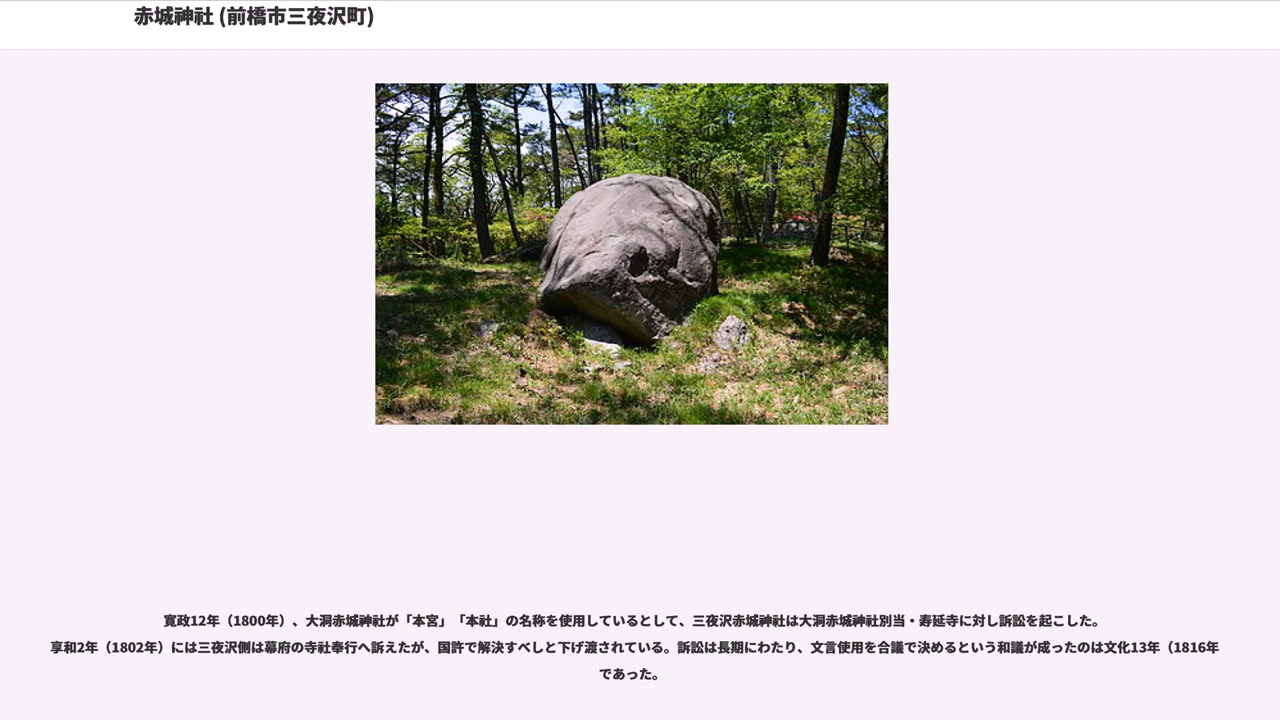 赤城神社 (前橋市三夜沢町)
寛政12年（1800年）、大洞赤城神社が「本宮」「本社」の名称を使用しているとして、三夜沢赤城神社は大洞赤城神社別当・寿延寺に対し訴訟を起こした。
享和2年（1802年）には三夜沢側は幕府の寺社奉行へ訴えたが、国許で解決すべしと下げ渡されている。訴訟は長期にわたり、文言使用を合議で決めるという和議が成ったのは文化13年（1816年
であった。